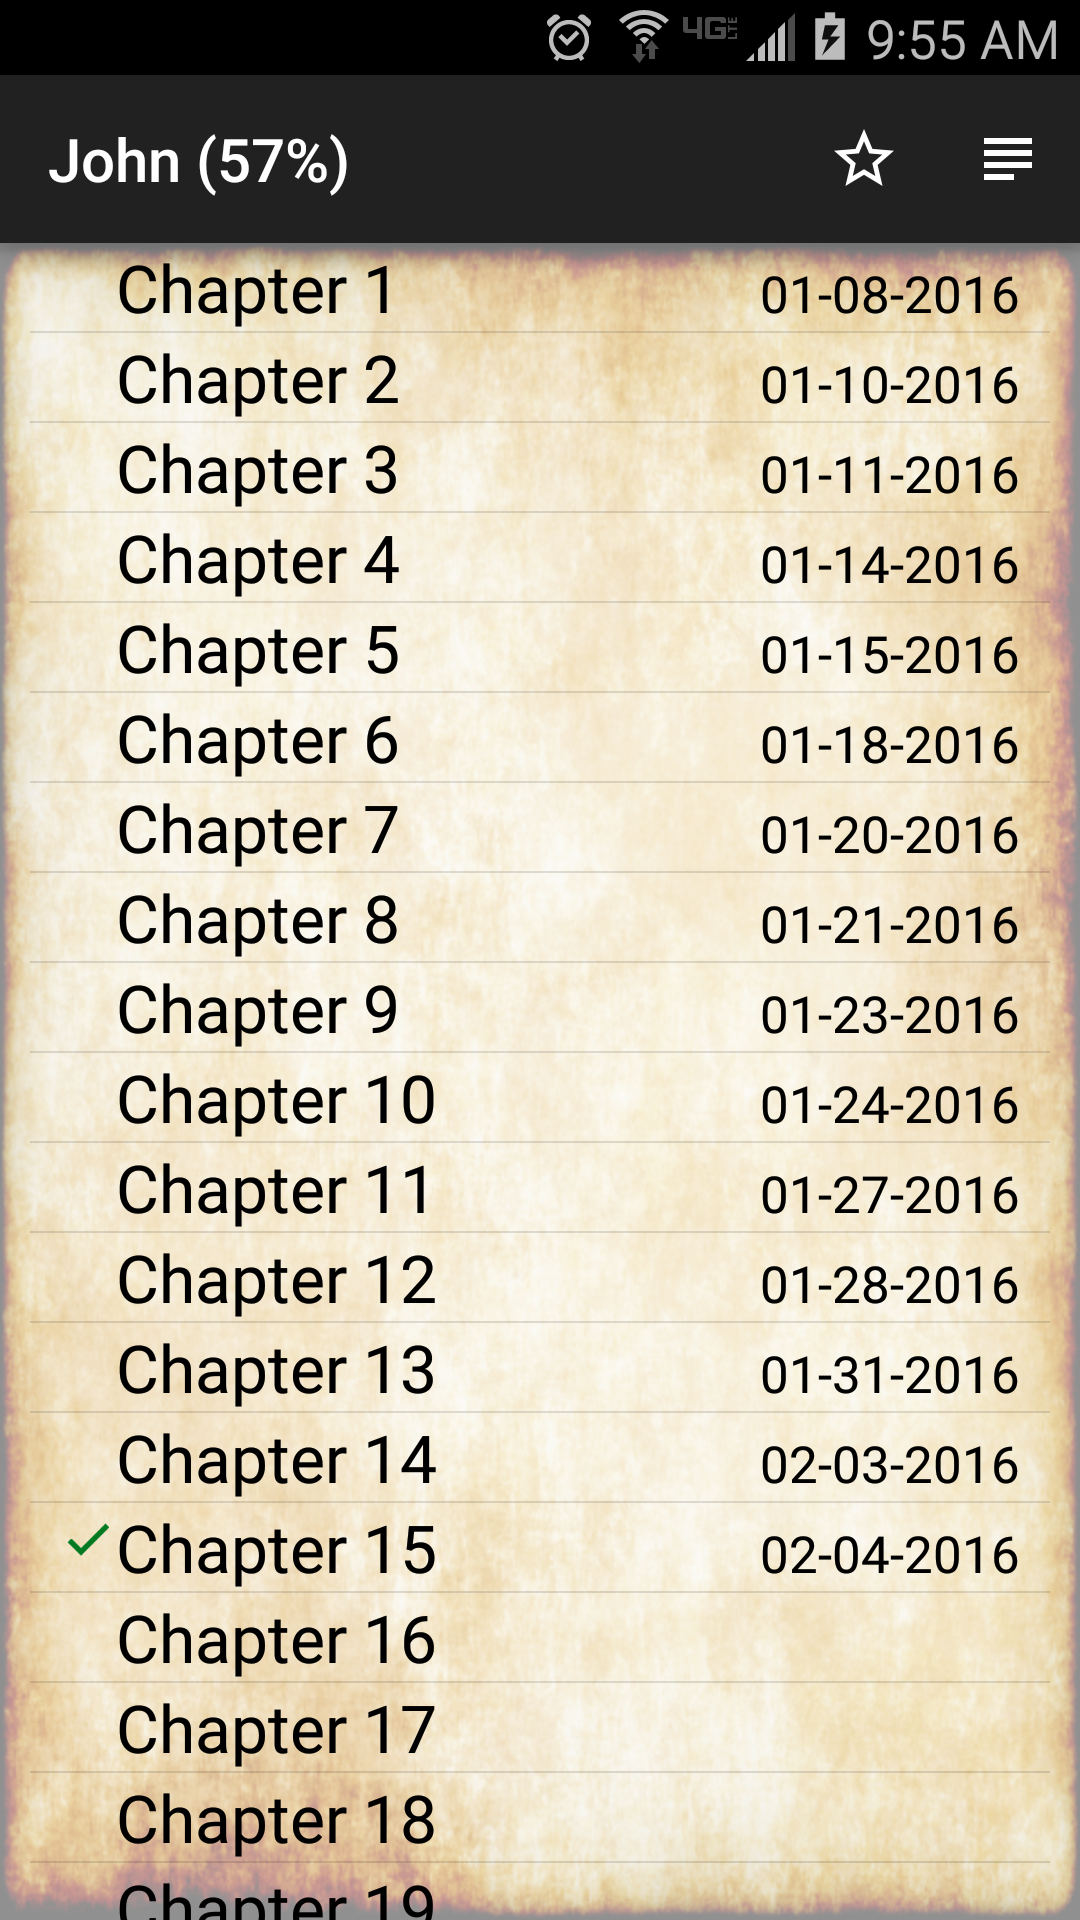 4G LTE 9:55 AM
John (57%)
Chapter 1 01-08-2016
Chapter 2 01-10-2016
Chapter 3 01-11-2016
Chapter 4 01-14-2016
Chapter 5 01-15-2016
Chapter 6 01-18-2016
Chapter 7 01-20-2016
Chapter 8 01-21-2016
Chapter 9 01-23-2016
Chapter 10 01-24-2016
Chapter 11 01-27-2016
Chapter 12 01-28-2016
Chapter 13 01-31-2016
Chapter 14 02-03-2016
Chapter 15 02-04-2016
Chapter 16
Chapter 17
Chapter 18
Chapter 19